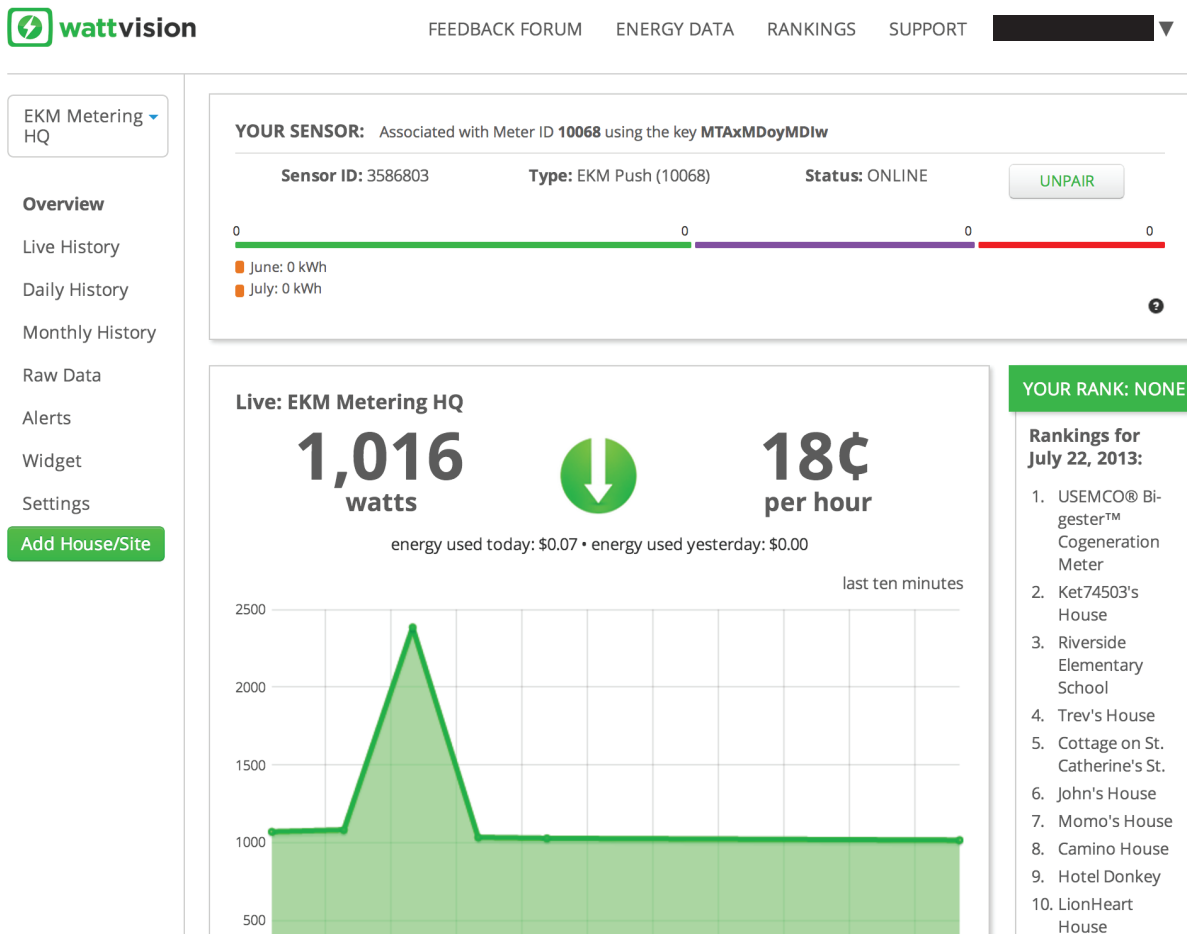 wattvision
FEEDBACK FORUM ENERGY DATA RANKINGS SUPPORT
EKM Metering
HQ
Overview
Live History
Daily History
Monthly History
Raw Data
Alerts
Widget
Settings
Add House/Site
YOUR SENSOR: Associated with Meter ID 10068 using the key MTAxMDoyMDIw
Sensor ID: 3586803 Type: EKM Push (10068) Status: ONLINE UNPAIR
0 0 0 0
June: 0 kWh
July: 0 kWh
?
Live: EKM Metering HQ
1,016 18¢
watts per hour
energy used today: $0.07 • energy used yesterday: $0.00
last ten minutes
2500
2000
1500
1000
500
YOUR RANK: NONE
Rankings for
July 22, 2013:
1. USEMCO® Bi-
gester™
Cogeneration
Meter
2. Ket74503's
House
3. Riverside
Elementary
School
4. Trev's House
5. Cottage on St.
Catherine's St.
6. John's House
7. Momo's House
8. Camino House
9. Hotel Donkey
10. LionHeart
House